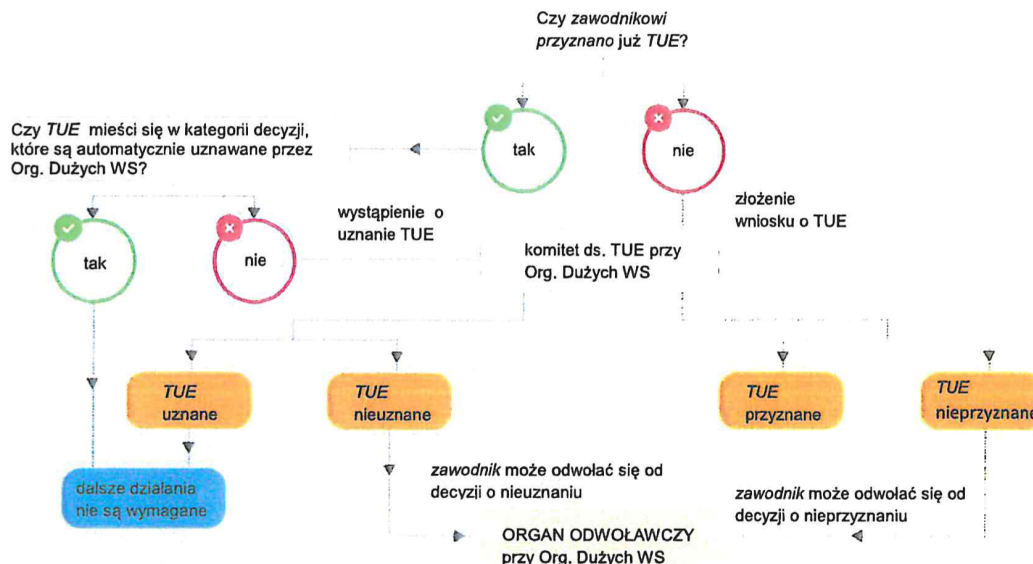 Czy zawodnikowi
przyznano już TUE?
Czy TUE mieści się w kategorii decyzji,
które są automatycznie uznawane przez
Org. Dużych WS?
tak
nie
tak
nie
wystąpienie o
uznanie TUE
złożenie
wniosku o TUE
komitet ds. TUE przy
Org. Dużych WS
TUE
uznane
TUE
nieuznane
TUE
przyznane
TUE
nieprzyznane
dalsze działania
nie są wymagane
zawodnik może odwołać się od
decyzji o nieuznaniu
zawodnik może odwołać się od
decyzji o nieprzyznaniu
ORGAN ODWOŁAWCZY
przy Org. Dużych WS